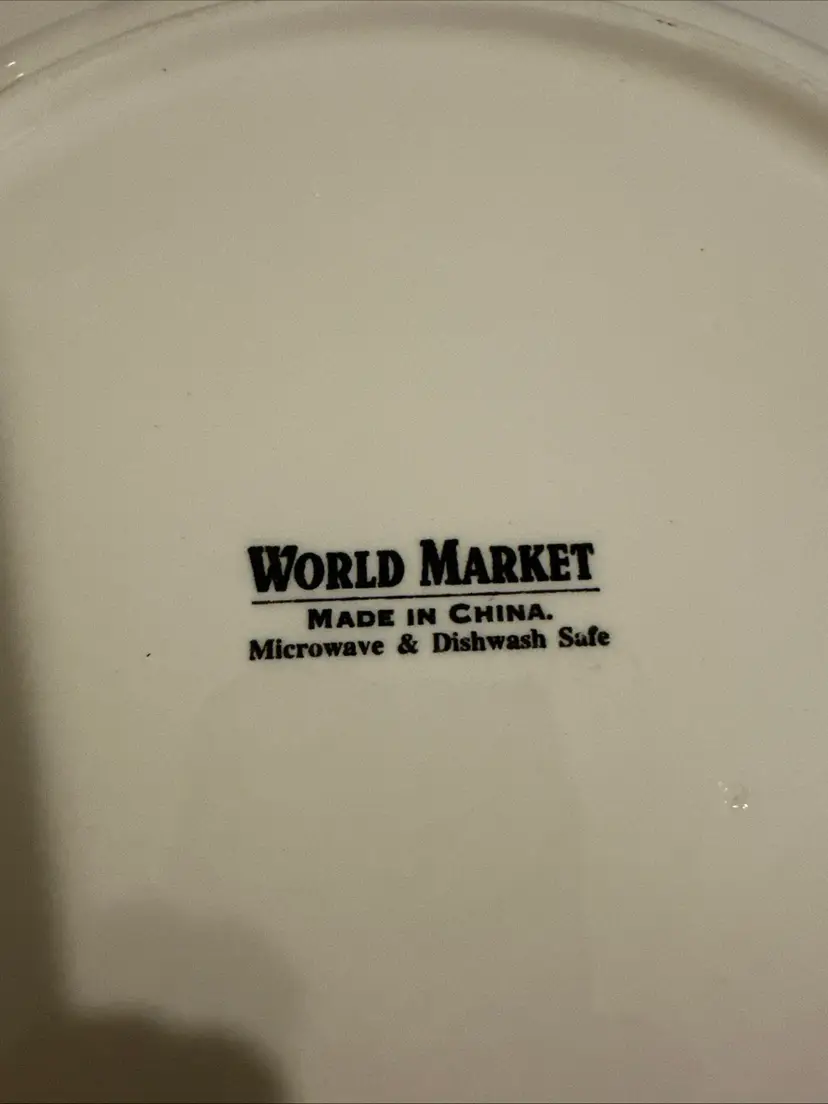 WORLD MARKET
MADE IN CHINA.
Microwave & Dishwash Safe